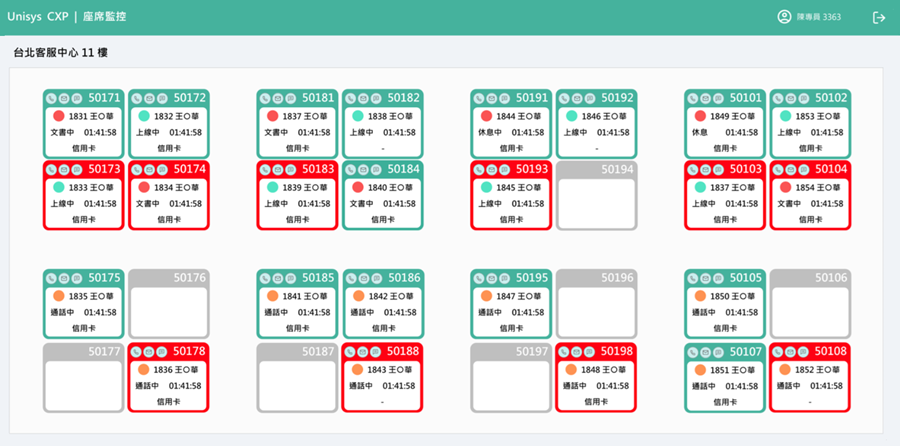 Unisys CXP | 座席監控
陳專員 3363
台北客服中心 11 樓
50171 50172 50181 50182 50191 50192 50101 50102
1831 王O華 1832 王O華 1837 王O華 1838 王O華 1844 王O華 1846 王O華 1849 王O華 1853 王O華
文書中 01:41:58 上線中 01:41:58 文書中 01:41:58 上線中 01:41:58 休息中 01:41:58 上線中 01:41:58 休息 01:41:58 上線中 01:41:58
信用卡 信用卡 信用卡 - 信用卡 - 信用卡 信用卡
50173 50174 50183 50184 50193 50194 50103 50104
1833 王O華 1834 王O華 1839 王O華 1840 王O華 1845 王O華 1837 王O華 1854 王O華
上線中 01:41:58 文書中 01:41:58 上線中 01:41:58 文書中 01:41:58 上線中 01:41:58 上線中 01:41:58 文書中 01:41:58
信用卡 信用卡 信用卡 信用卡 信用卡 信用卡 信用卡
50175 50176 50185 50186 50195 50196 50105 50106
1835 王O華 1841 王O華 1842 王O華 1847 王O華 1850 王O華
通話中 01:41:58 通話中 01:41:58 通話中 01:41:58 通話中 01:41:58 通話中 01:41:58
信用卡 信用卡 信用卡 信用卡 信用卡
50177 50178 50187 50188 50197 50198 50107 50108
1836 王O華 1843 王O華 1848 王O華 1851 王O華 1852 王O華
通話中 01:41:58 通話中 01:41:58 通話中 01:41:58 通話中 01:41:58 通話中 01:41:58
信用卡 - 信用卡 信用卡 -